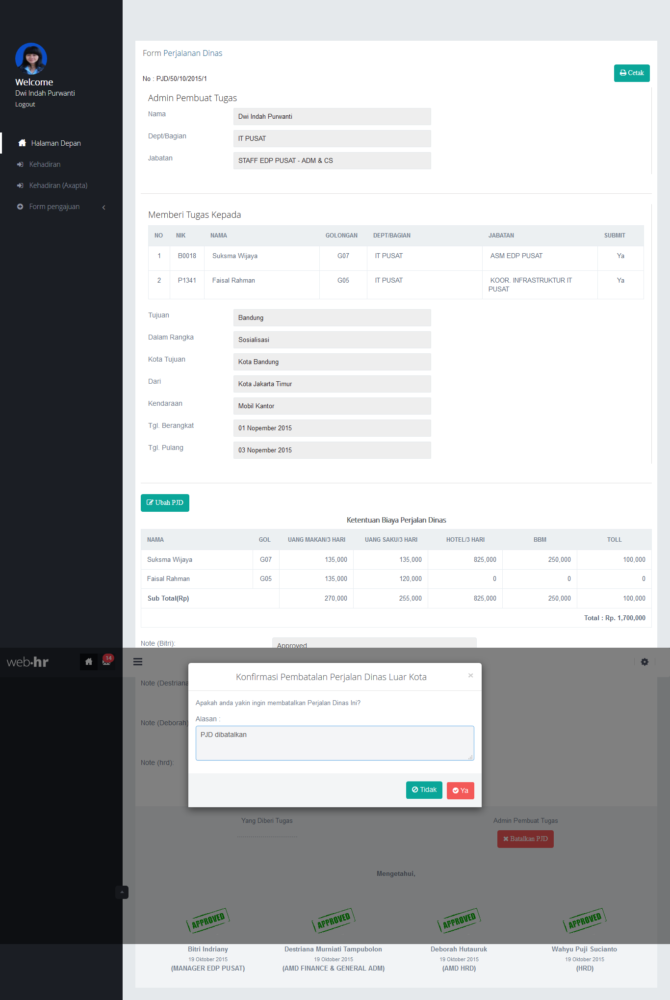 Welcome
Dwi Indah Purwanti
Logout
Halaman Depan
Kehadiran
Kehadiran (Axapta)
Form pengajuan
Form Perjalanan Dinas
No : PJD/50/10/2015/1
Cetak
Admin Pembuat Tugas
Nama Dwi Indah Purwanti
Dept/Bagian IT PUSAT
Jabatan STAFF EDP PUSAT - ADM & CS
Memberi Tugas Kepada
NO NIK NAMA GOLONGAN DEPT/BAGIAN JABATAN SUBMIT
1 B0018 Suksma Wijaya G07 IT PUSAT ASM EDP PUSAT Ya
2 P1341 Faisal Rahman G05 IT PUSAT KOOR. INFRASTRUKTUR IT Ya
PUSAT
Tujuan Bandung
Dalam Rangka Sosialisasi
Kota Tujuan Kota Bandung
Dari Kota Jakarta Timur
Kendaraan Mobil Kantor
Tgl. Berangkat 01 Nopember 2015
Tgl. Pulang 03 Nopember 2015
Ubah PJD
Ketentuan Biaya Perjalan Dinas
NAMA GOL UANG MAKAN/3 HARI UANG SAKU/3 HARI HOTEL/3 HARI BBM TOLL
Suksma Wijaya G07 135,000 135,000 825,000 250,000 100,000
Faisal Rahman G05 135,000 120,000 0 0 0
Sub Total(Rp) 270,000 255,000 825,000 250,000 100,000
Total : Rp. 1,700,000
Note (Bitri): Approved
web•hr 14
Note (Destriana
Note (Deborah)
Note (hrd):
Konfirmasi Pembatalan Perjalan Dinas Luar Kota ×
Apakah anda yakin ingin membatalkan Perjalan Dinas Ini?
Alasan :
PJD dibatalkan
Tidak Ya
Yang Diberi Tugas Admin Pembuat Tugas
...............................
Batalkan PJD
Mengetahui,
APPROVED APPROVED APPROVED APPROVED
Bitri Indriany Destriana Murniati Tampubolon Deborah Hutauruk Wahyu Puji Sucianto
19 Oktober 2015 19 Oktober 2015 19 Oktober 2015 19 Oktober 2015
(MANAGER EDP PUSAT) (AMD FINANCE & GENERAL ADM) (AMD HRD) (HRD)